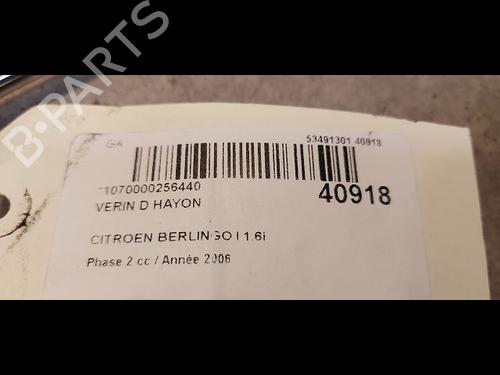 B-PARTS
GA
53491301 40918
*1070000256440
40918
VERIN D HAYON
CITROEN BERLINGO I 1.6i
Phase 2 cc / Année 2006